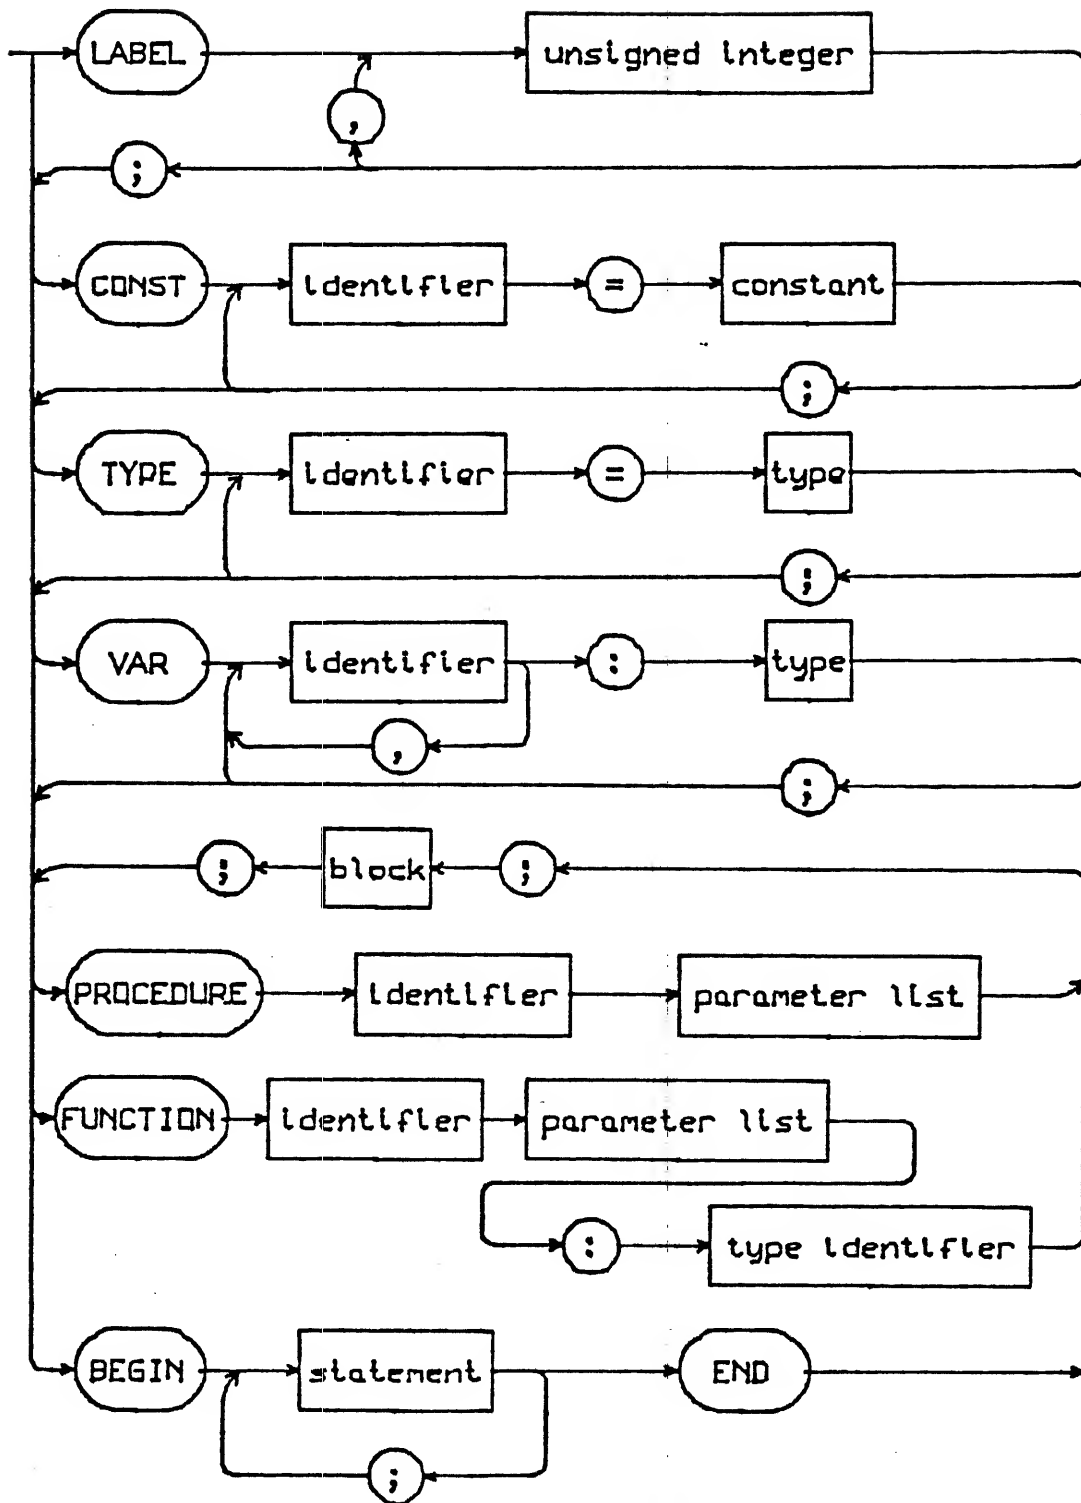 LABEL unsigned integer
,
;
CONST identifier = constant
;
TYPE identifier = type
;
VAR identifier : type
,
;
; block ;
PROCEDURE identifier parameter list
FUNCTION identifier parameter list
: type identifier
BEGIN statement END
;